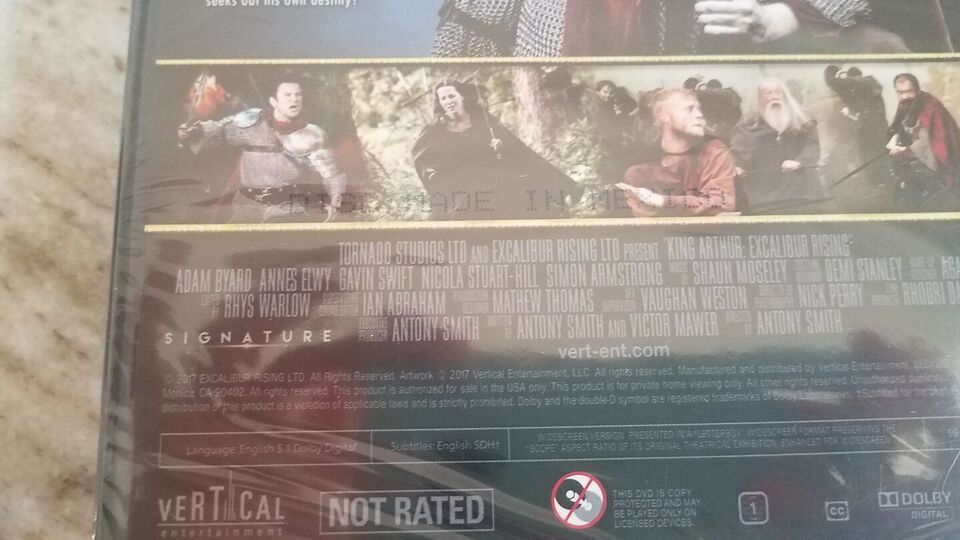 seeks out his own destiny?
DISC MADE IN MEXICO
TORNADO STUDIOS LTD AND EXCALIBUR RISING LTD PRESENT "KING ARTHUR: EXCALIBUR RISING"
ADAM BYARD ANNES ELWY GAVIN SWIFT NICOLA STUART-HILL SIMON ARMSTRONG SHAUN MOSELEY DEMI STANLEY
RHYS WARLOW IAN ABRAHAM MATHEW THOMAS VAUGHAN WESTON NICK PERRY RHODRI
EXECUTIVE PRODUCER ANTONY SMITH WRITTEN BY ANTONY SMITH AND VICTOR MAWER DIRECTED BY ANTONY SMITH
SIGNATURE
vert-ent.com
© 2017 EXCALIBUR RISING LTD. All Rights Reserved. Artwork © 2017 Vertical Entertainment, LLC. All rights reserved. Manufactured and distributed by Vertical Entertainment,
Monica, CA 90402. All rights reserved. This product is authorized for sale in the USA only. This product is for private home viewing only. All other rights reserved. Unauthorized
distribution of this product is a violation of applicable laws and is strictly prohibited. Dolby and the double-D symbol are registered trademarks of Dolby Laboratories. †Subtitled for the
Language: English 5.1 Dolby Digital
Subtitles: English SDH†
WIDESCREEN VERSION PRESENTED IN A "LETTERBOX" WIDESCREEN FORMAT PRESERVING THE
"SCOPE" ASPECT RATIO OF ITS ORIGINAL THEATRICAL EXHIBITION. ENHANCED FOR WIDESCREEN
VERTICAL
entertainment
NOT RATED
THIS DVD IS COPY
PROTECTED AND MAY
BE PLAYED ONLY ON
LICENSED DEVICES.
1
CC
DOLBY
DIGITAL